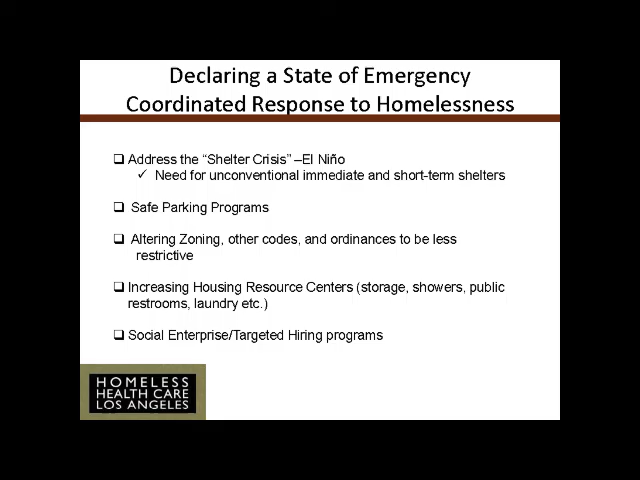 Declaring a State of Emergency
Coordinated Response to Homelessness
❑ Address the “Shelter Crisis” –El Niño
✓ Need for unconventional immediate and short-term shelters
❑ Safe Parking Programs
❑ Altering Zoning, other codes, and ordinances to be less
restrictive
❑ Increasing Housing Resource Centers (storage, showers, public
restrooms, laundry etc.)
❑ Social Enterprise/Targeted Hiring programs
HOMELESS
HEALTH CARE
LOS ANGELES